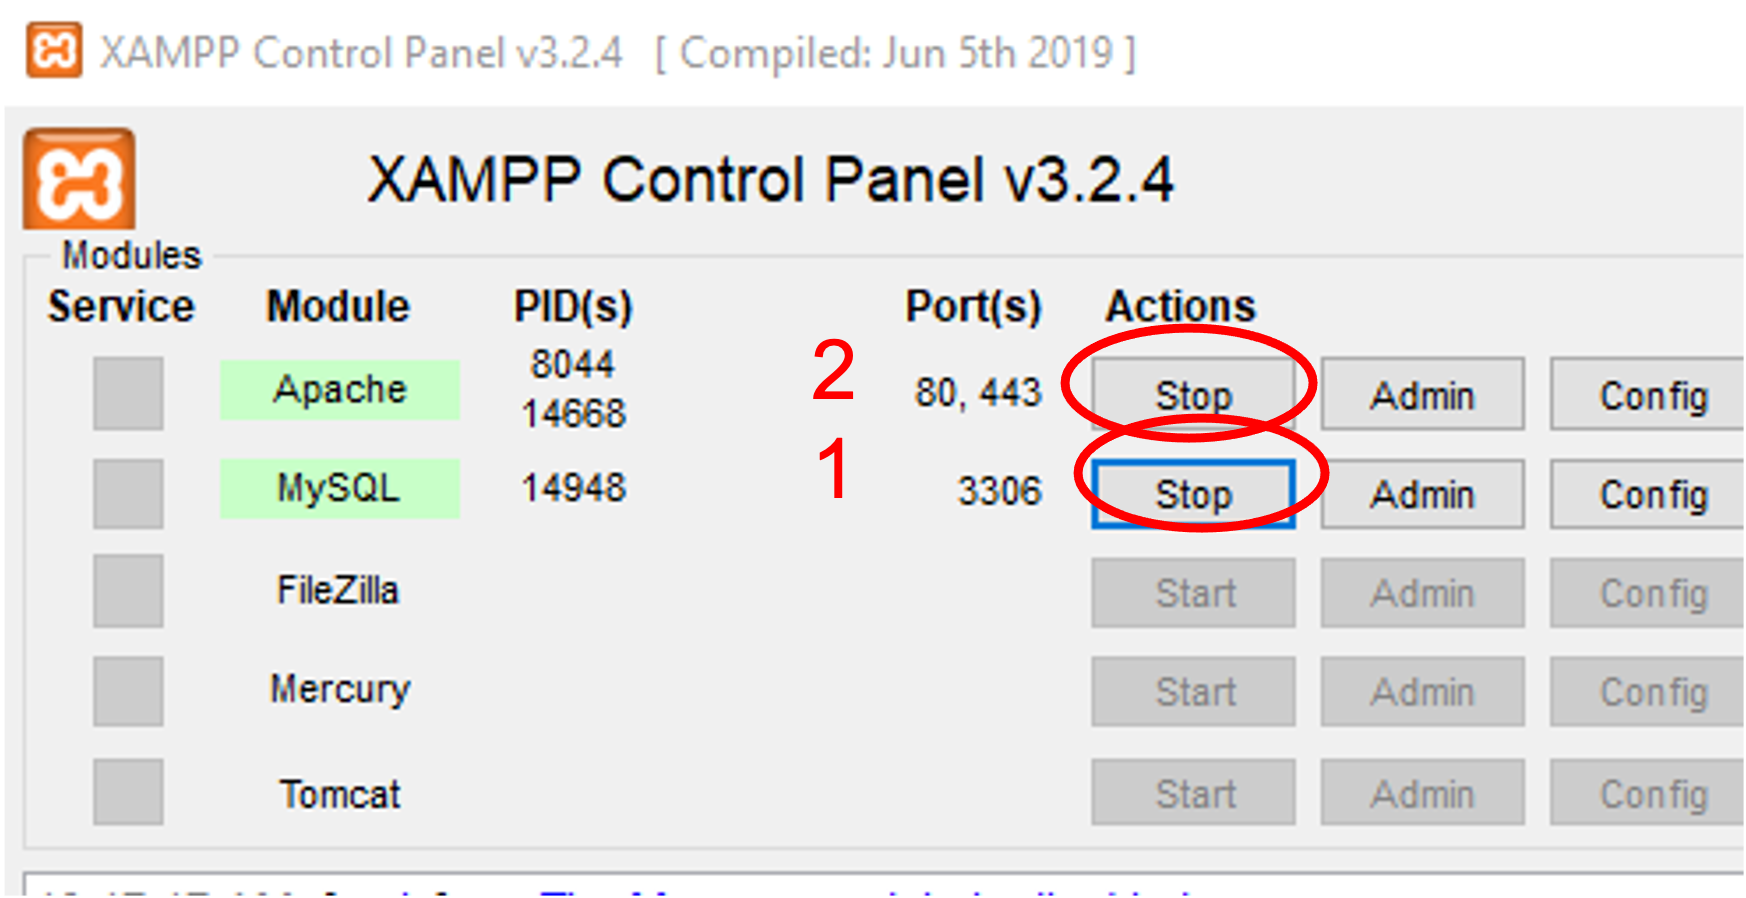 XAMPP Control Panel v3.2.4 [ Compiled: Jun 5th 2019 ]
XAMPP Control Panel v3.2.4
Modules
Service Module PID(s) Port(s) Actions
Apache 8044 14668 2 80, 443 Stop Admin Config
MySQL 14948 1 3306 Stop Admin Config
FileZilla Start Admin Config
Mercury Start Admin Config
Tomcat Start Admin Config